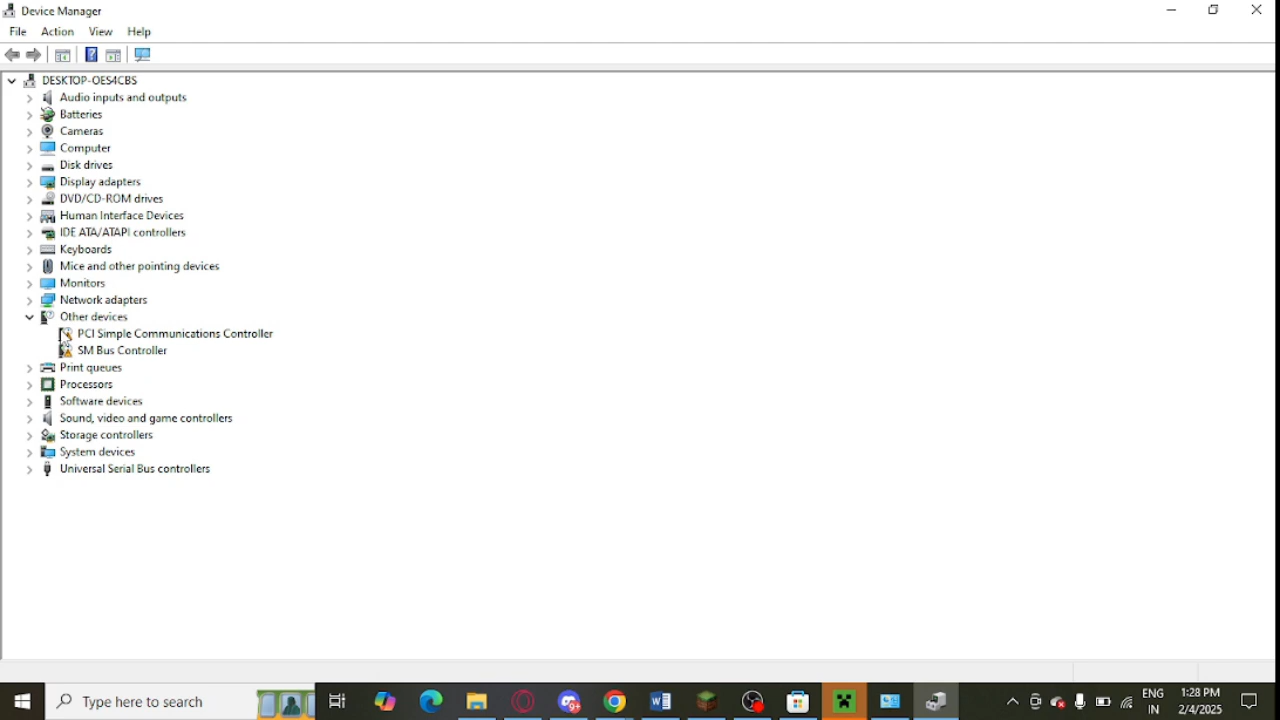 Device Manager
File Action View Help
DESKTOP-OES4CBS
Audio inputs and outputs
Batteries
Cameras
Computer
Disk drives
Display adapters
DVD/CD-ROM drives
Human Interface Devices
IDE ATA/ATAPI controllers
Keyboards
Mice and other pointing devices
Monitors
Network adapters
Other devices
PCI Simple Communications Controller
SM Bus Controller
Print queues
Processors
Software devices
Sound, video and game controllers
Storage controllers
System devices
Universal Serial Bus controllers
Type here to search
ENG
IN
1:28 PM
2/4/2025